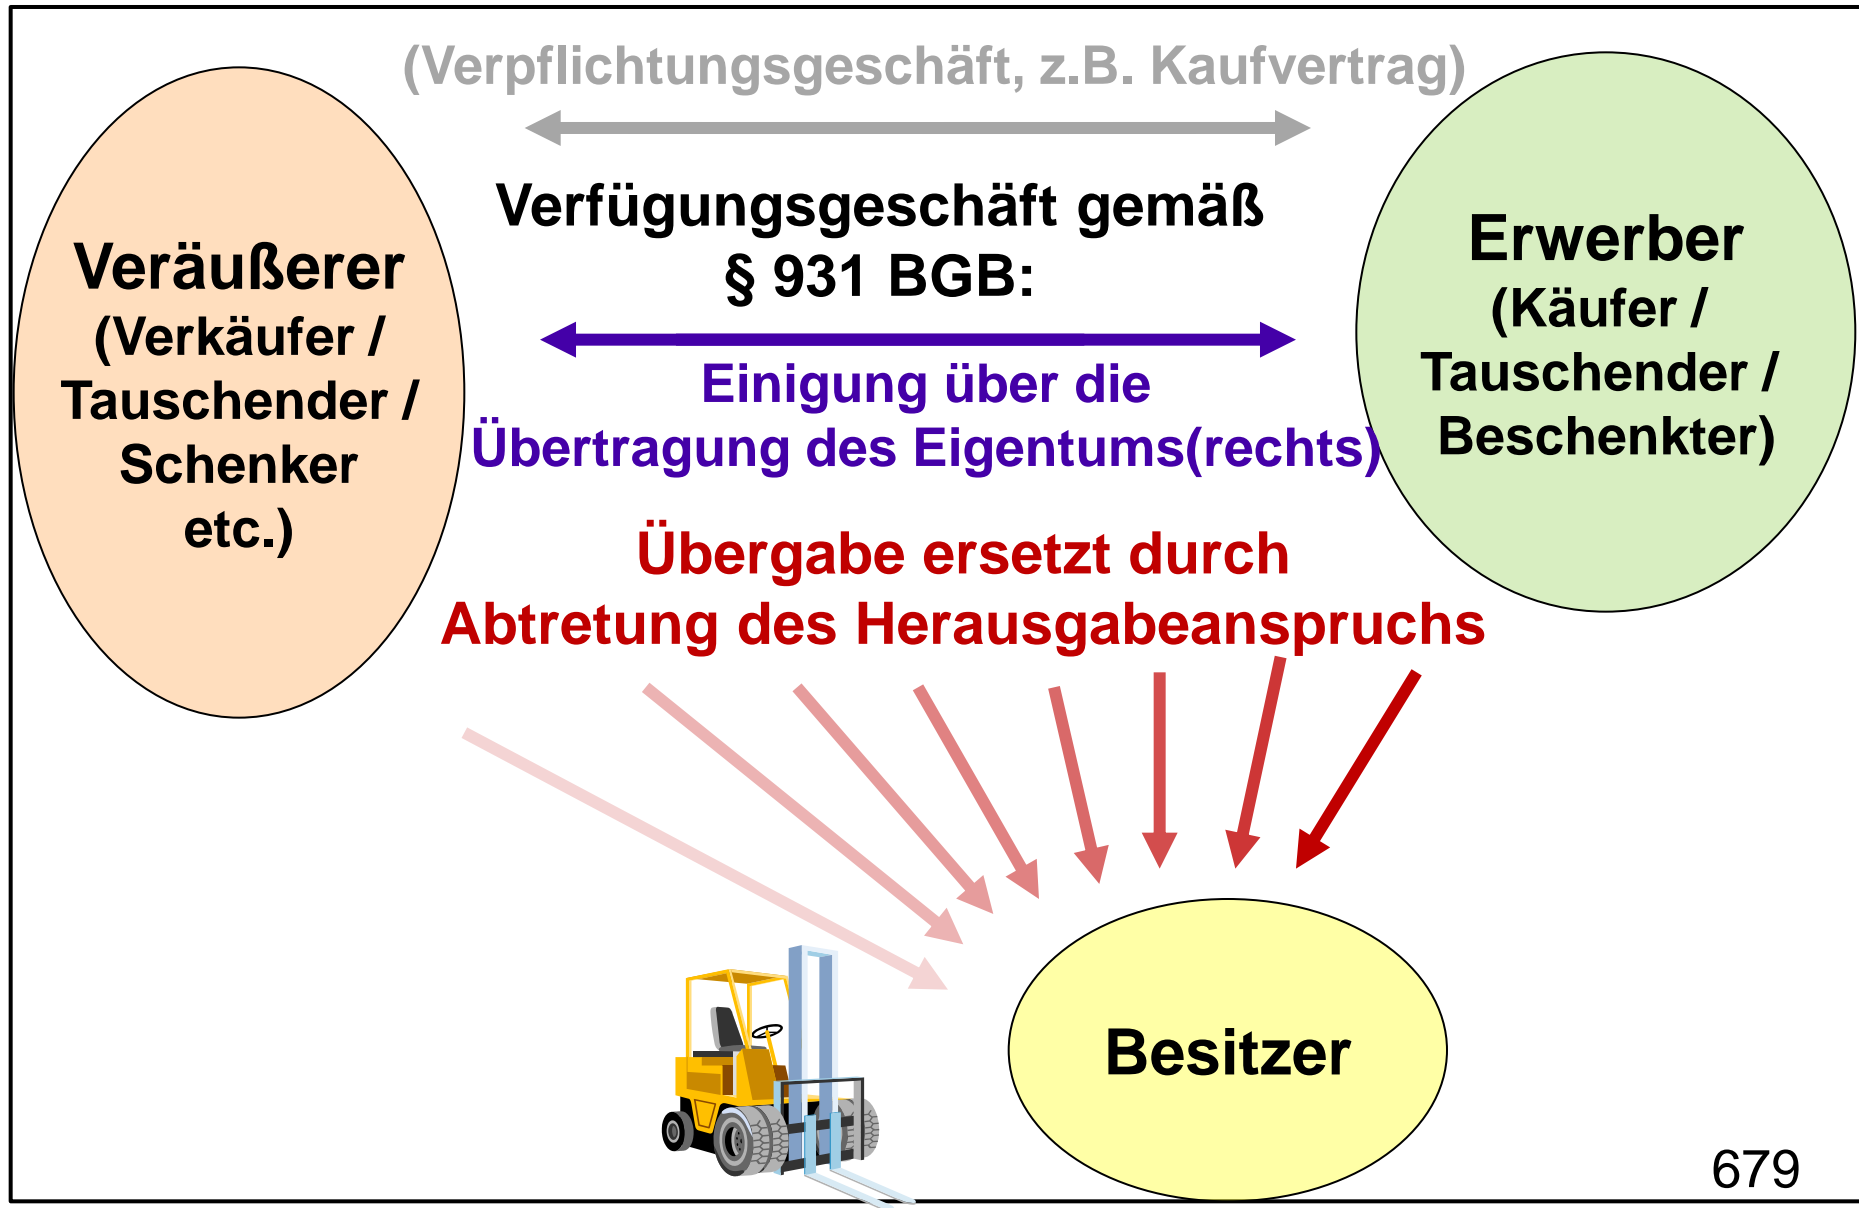 (Verpflichtungsgeschäft, z.B. Kaufvertrag)
Verfügungsgeschäft gemäß
§ 931 BGB:
Veräußerer
(Verkäufer /
Tauschender /
Schenker
etc.)
Erwerber
(Käufer /
Tauschender /
Beschenkter)
Einigung über die
Übertragung des Eigentums(rechts)
Übergabe ersetzt durch
Abtretung des Herausgabeanspruchs
Besitzer
679